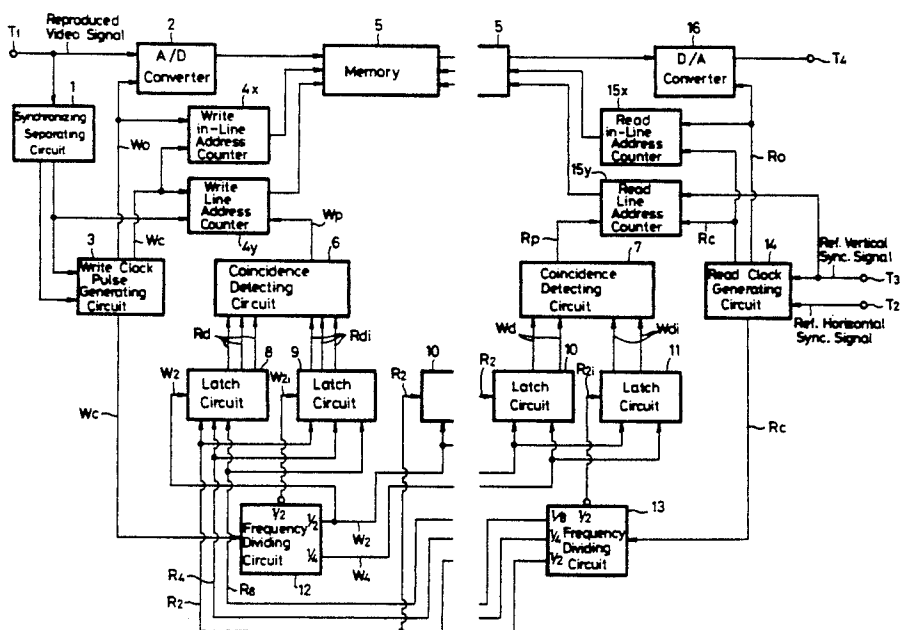 T1
Reproduced
Video Signal
2
A/D
Converter
5
Memory
5
16
D/A
Converter
T4
1
Synchronizing
Separating
Circuit
4x
Write
in-Line
Address
Counter
15x
Read
in-Line
Address
Counter
Wo
Ro
Write
Line
Address
Counter
4y
15y
Read
Line
Address
Counter
Wc
Wp
Rp
Rc
3
Write Clock
Pulse
Generating
Circuit
6
Coincidence
Detecting
Circuit
7
Coincidence
Detecting
Circuit
14
Read Clock
Generating
Circuit
Ref. Vertical
Sync. Signal
T3
T2
Ref. Horizontal
Sync. Signal
Rd
Rdi
Wd
Wdi
W2
8
Latch
Circuit
W2i
9
Latch
Circuit
R2
10
R2
10
Latch
Circuit
R2i
11
Latch
Circuit
Wc
Rc
1/2
Frequency
Dividing
Circuit
1/2
1/4
12
W2
W4
1/8
1/2
1/4
Frequency
Dividing
Circuit
1/2
13
R4
R8
R2